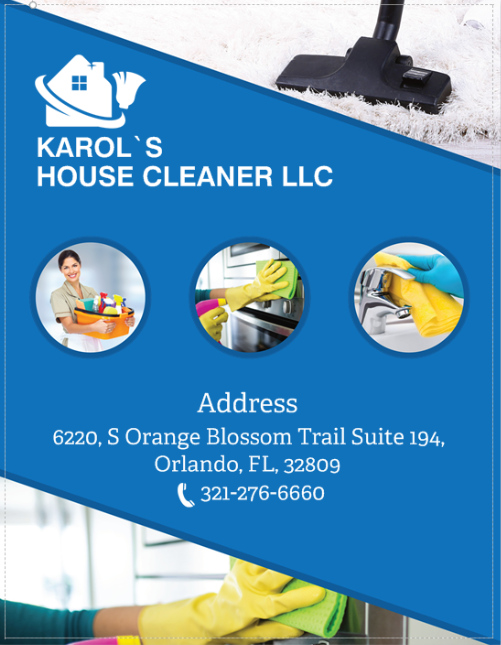 KAROL`S
HOUSE CLEANER LLC
Address
6220, S Orange Blossom Trail Suite 194,
Orlando, FL, 32809
321-276-6660